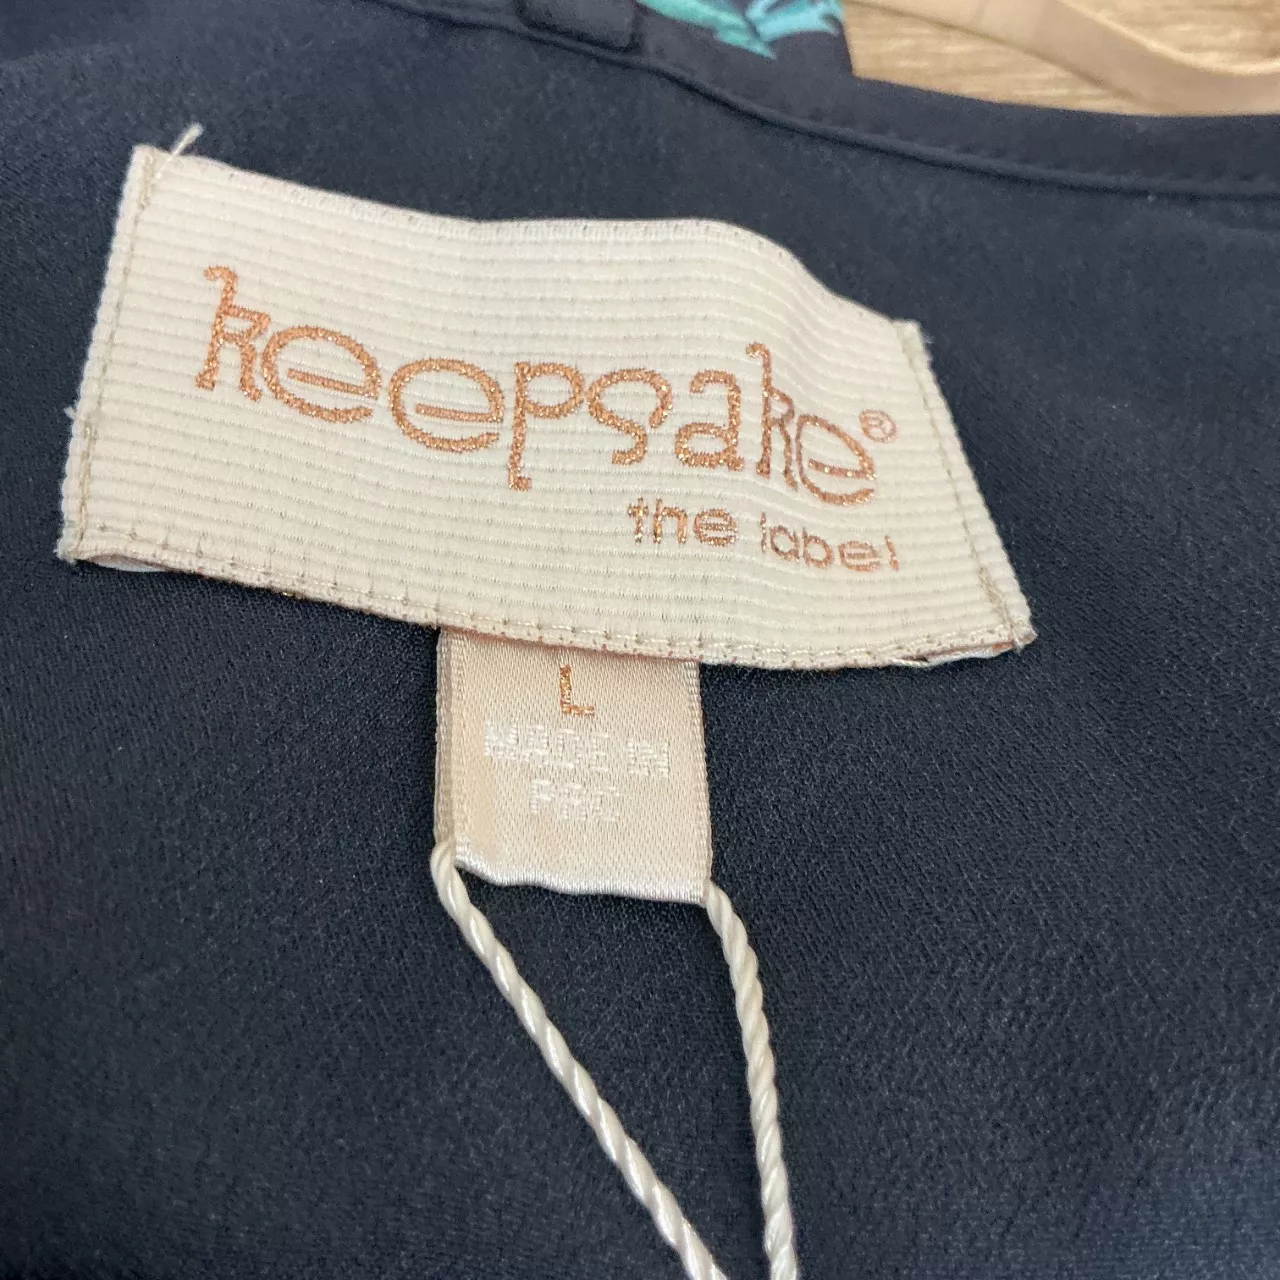 keepsake®
the label
L
MADE IN
PRC